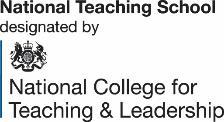 National Teaching School
designated by
National College for
Teaching & Leadership